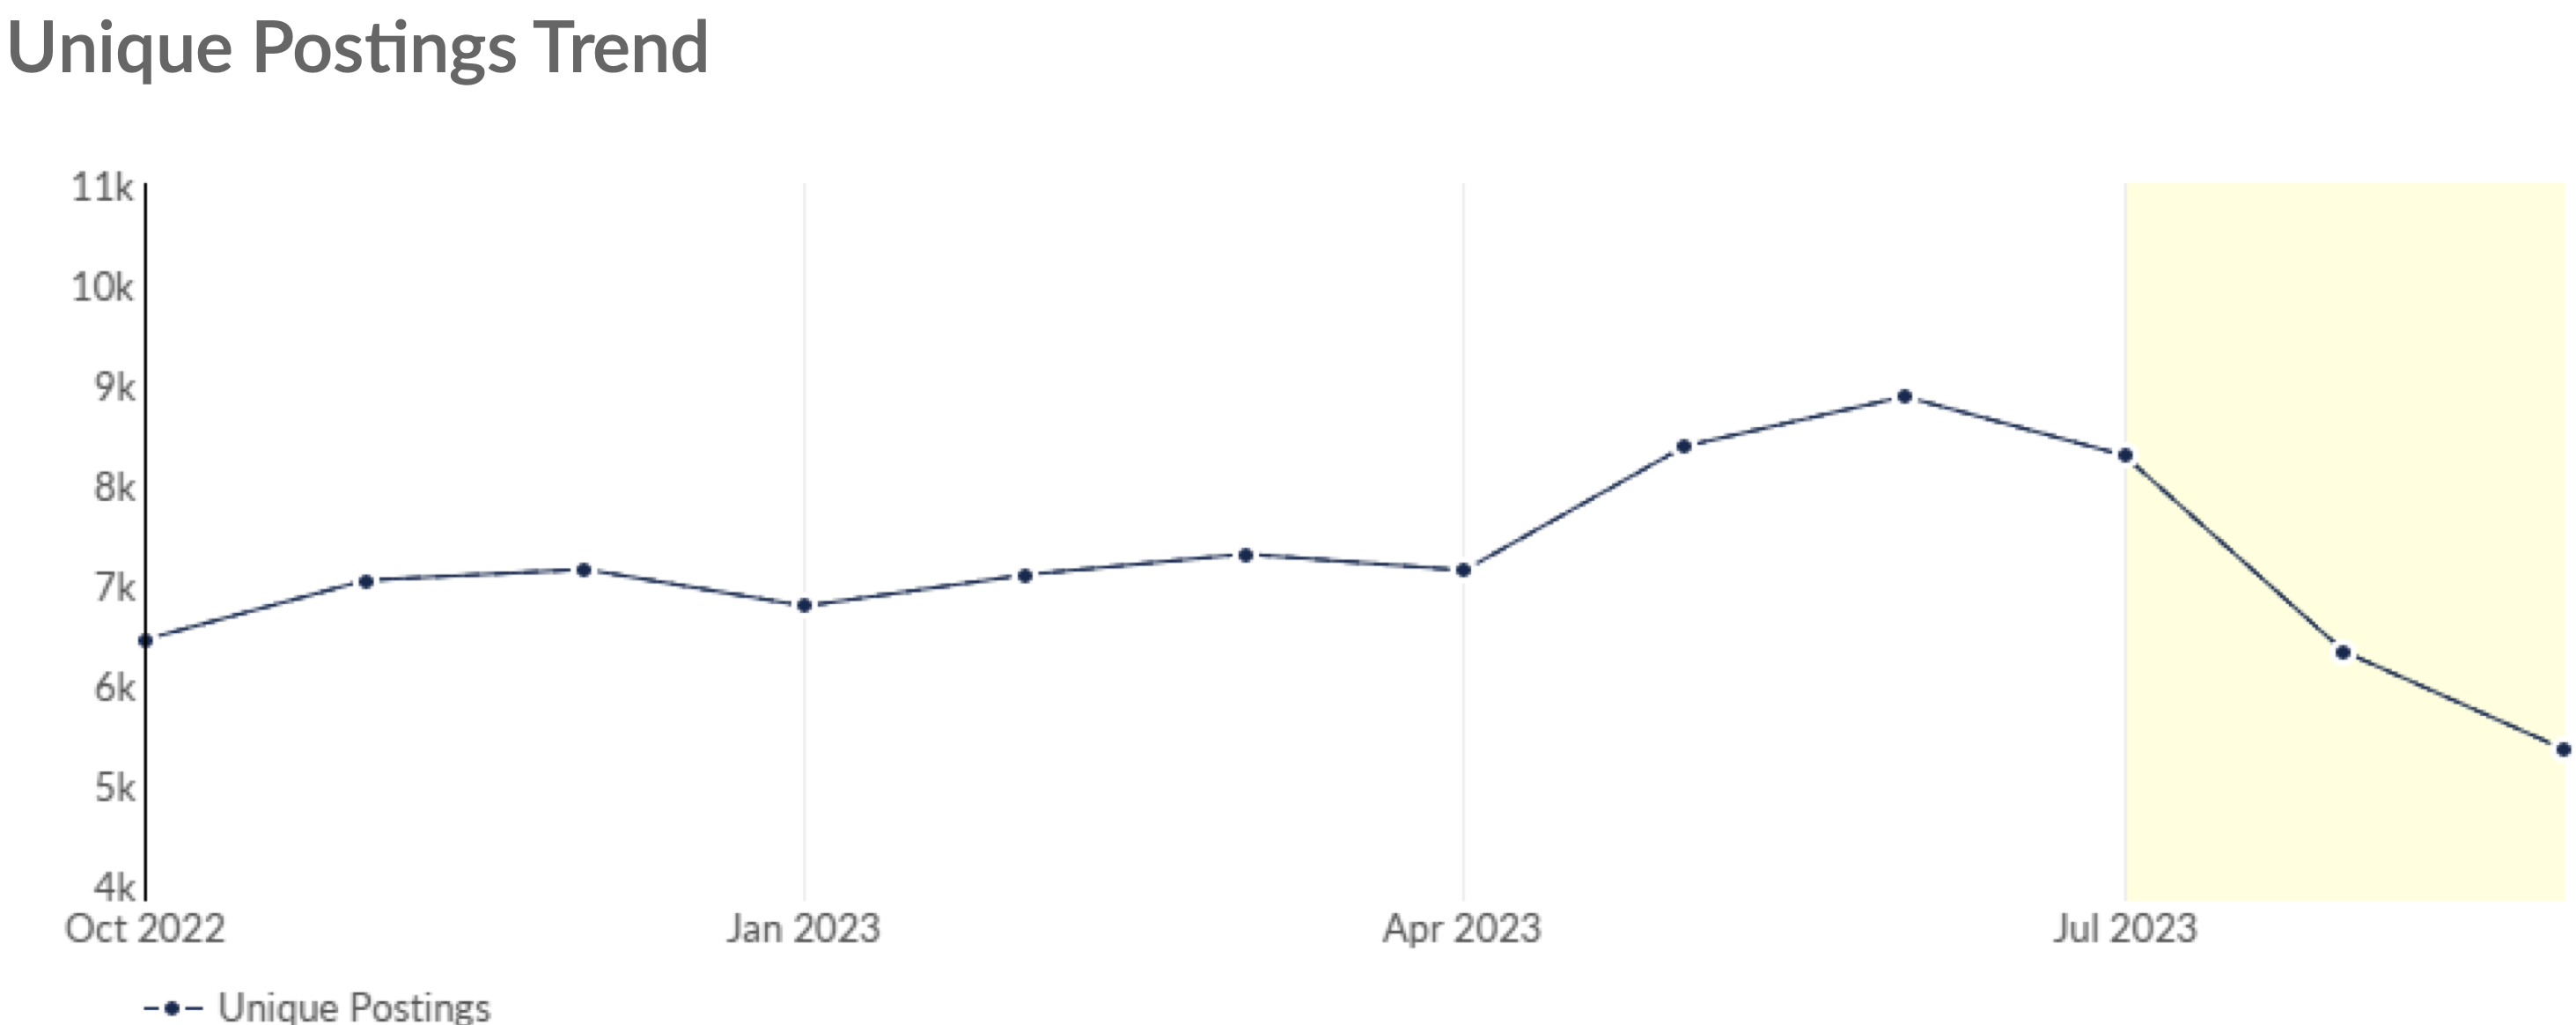 Unique Postings Trend
11k
10k
9k
8k
7k
6k
5k
4k
Oct 2022 Jan 2023 Apr 2023 Jul 2023
Unique Postings